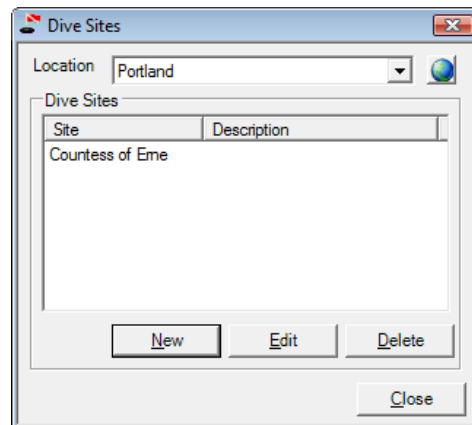 Dive Sites
Location Portland
Dive Sites
Site Description
Countess of Erne
New Edit Delete
Close